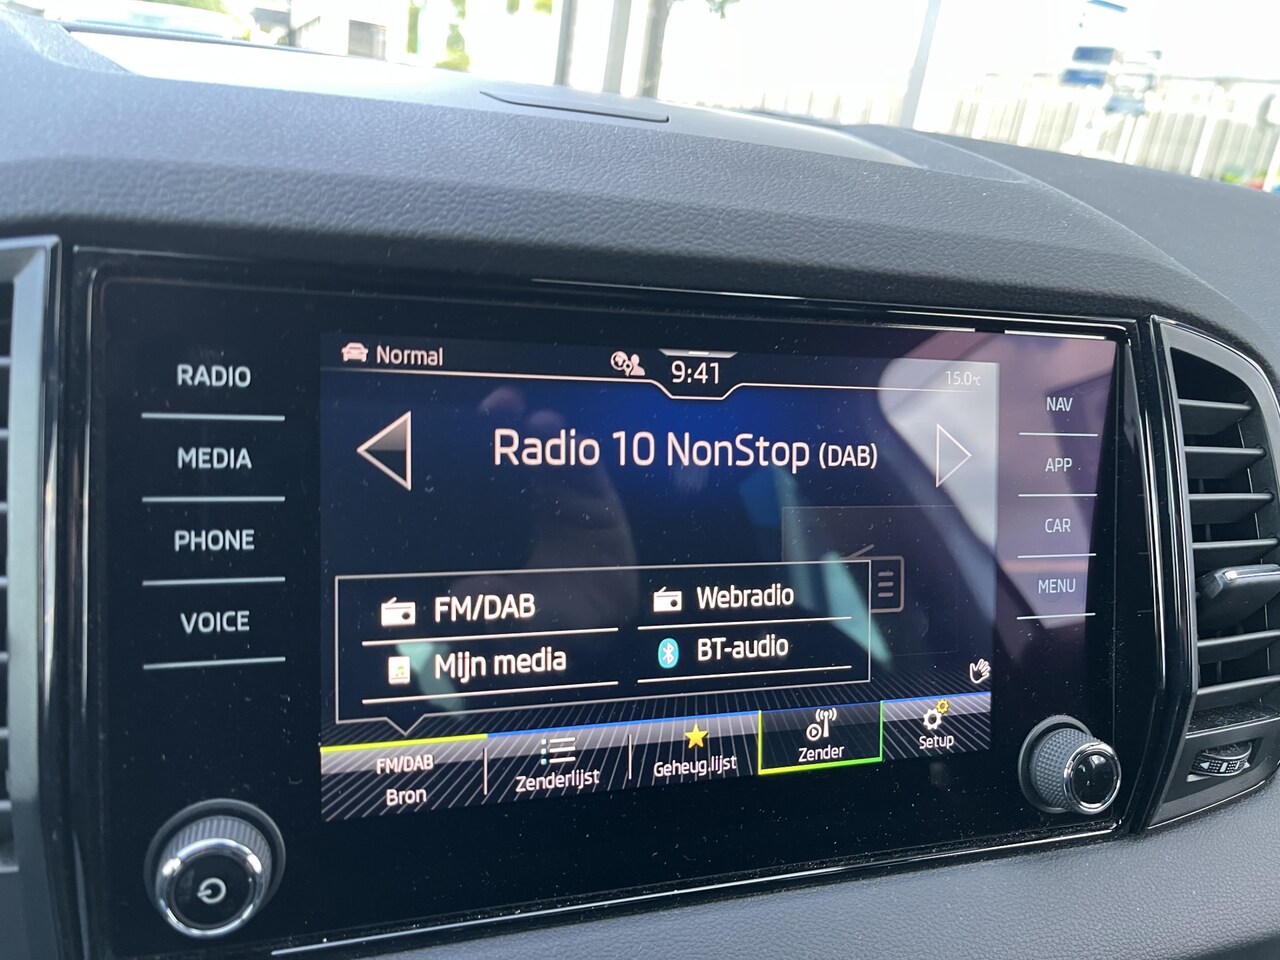 RADIO
MEDIA
PHONE
VOICE
Normal
9:41
15.0°C
Radio 10 NonStop (DAB)
FM/DAB
Webradio
Mijn media
BT-audio
FM/DAB
Bron
Zenderlijst
Geheug.lijst
Zender
Setup
NAV
APP
CAR
MENU